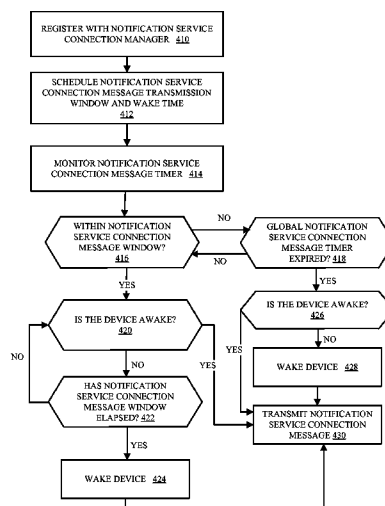 REGISTER WITH NOTIFICATION SERVICE
CONNECTION MANAGER 410
SCHEDULE NOTIFICATION SERVICE
CONNECTION MESSAGE TRANSMISSION
WINDOW AND WAKE TIME
412
MONITOR NOTIFICATION SERVICE
CONNECTION MESSAGE TIMER 414
WITHIN NOTIFICATION
SERVICE CONNECTION
MESSAGE WINDOW?
416
NO
NO
GLOBAL NOTIFICATION
SERVICE CONNECTION
MESSAGE TIMER
EXPIRED? 418
YES
YES
IS THE DEVICE AWAKE?
420
IS THE DEVICE AWAKE?
426
NO
NO
YES
YES
NO
WAKE DEVICE 428
HAS NOTIFICATION
SERVICE CONNECTION
MESSAGE WINDOW
ELAPSED? 422
TRANSMIT NOTIFICATION
SERVICE CONNECTION
MESSAGE 430
YES
WAKE DEVICE 424